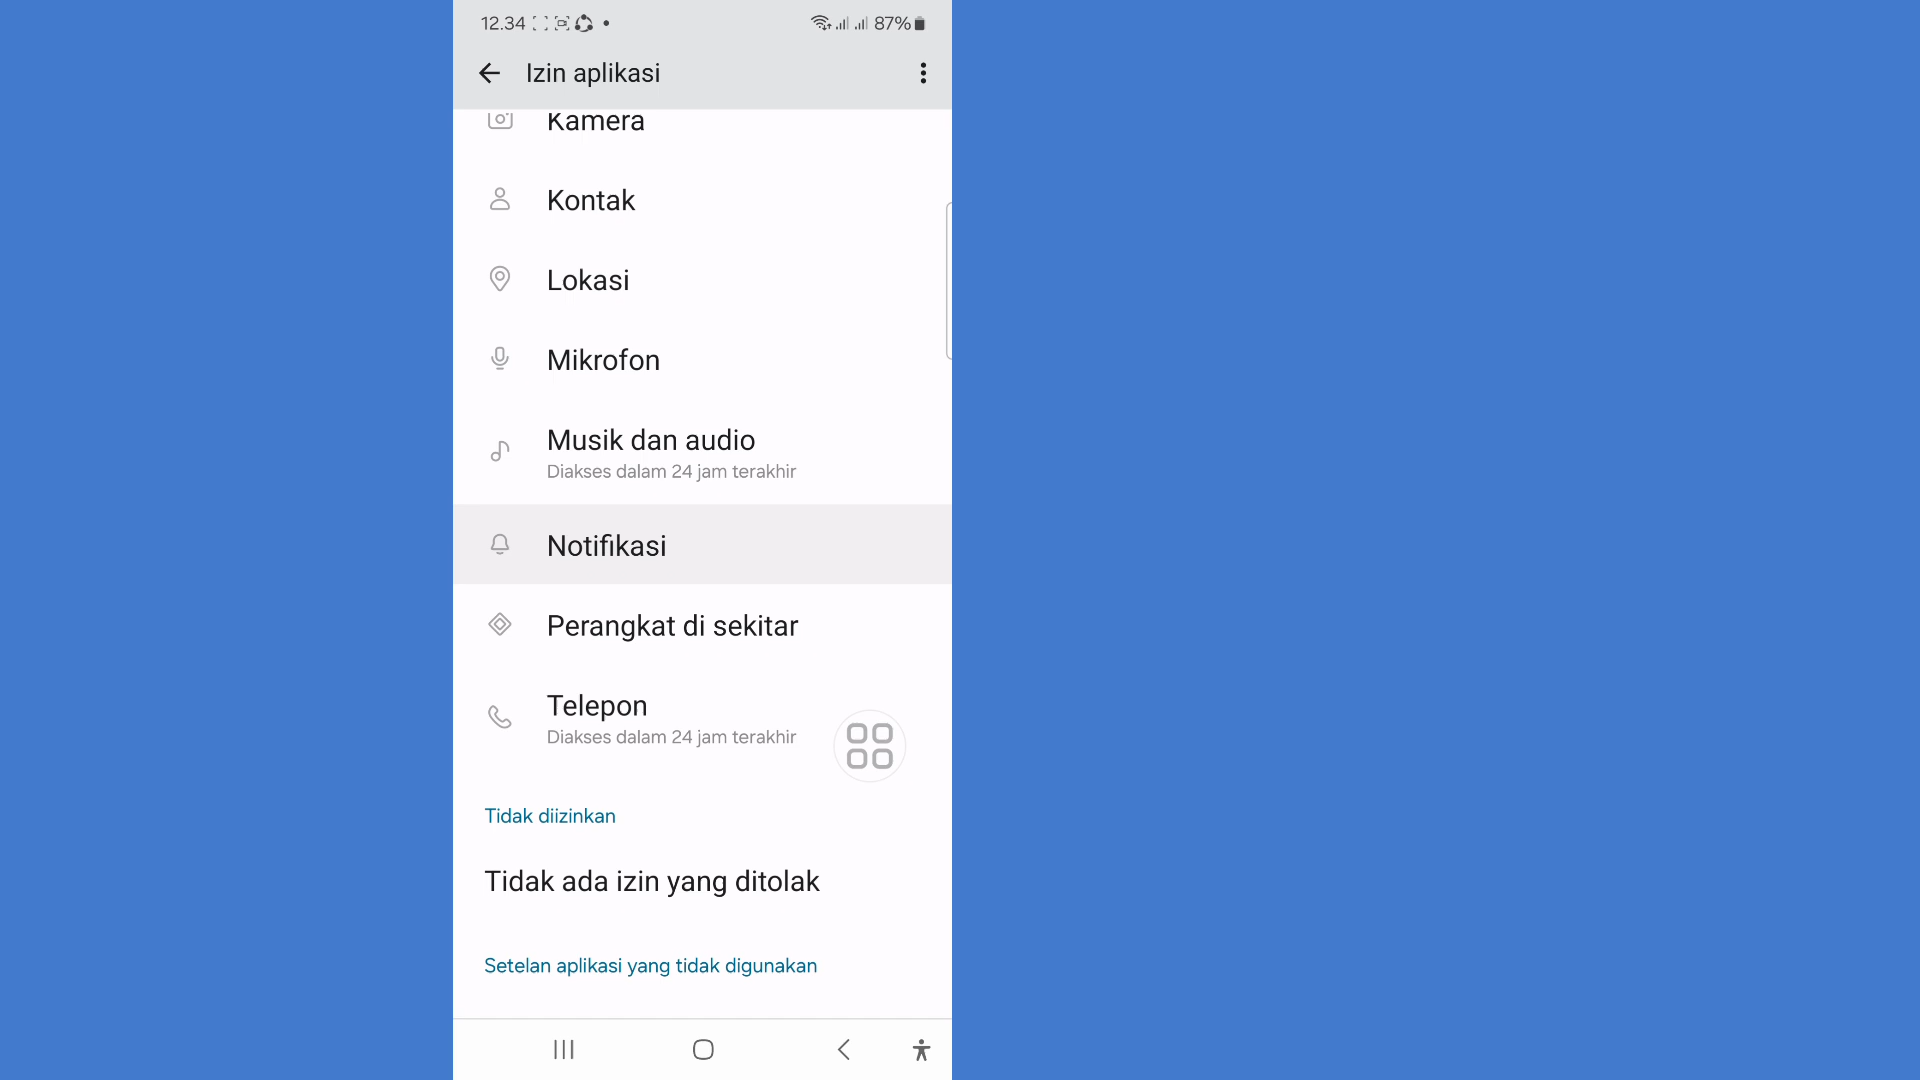 12.34
87%
Izin aplikasi
Kamera
Kontak
Lokasi
Mikrofon
Musik dan audio
Diakses dalam 24 jam terakhir
Notifikasi
Perangkat di sekitar
Telepon
Diakses dalam 24 jam terakhir
Tidak diizinkan
Tidak ada izin yang ditolak
Setelan aplikasi yang tidak digunakan